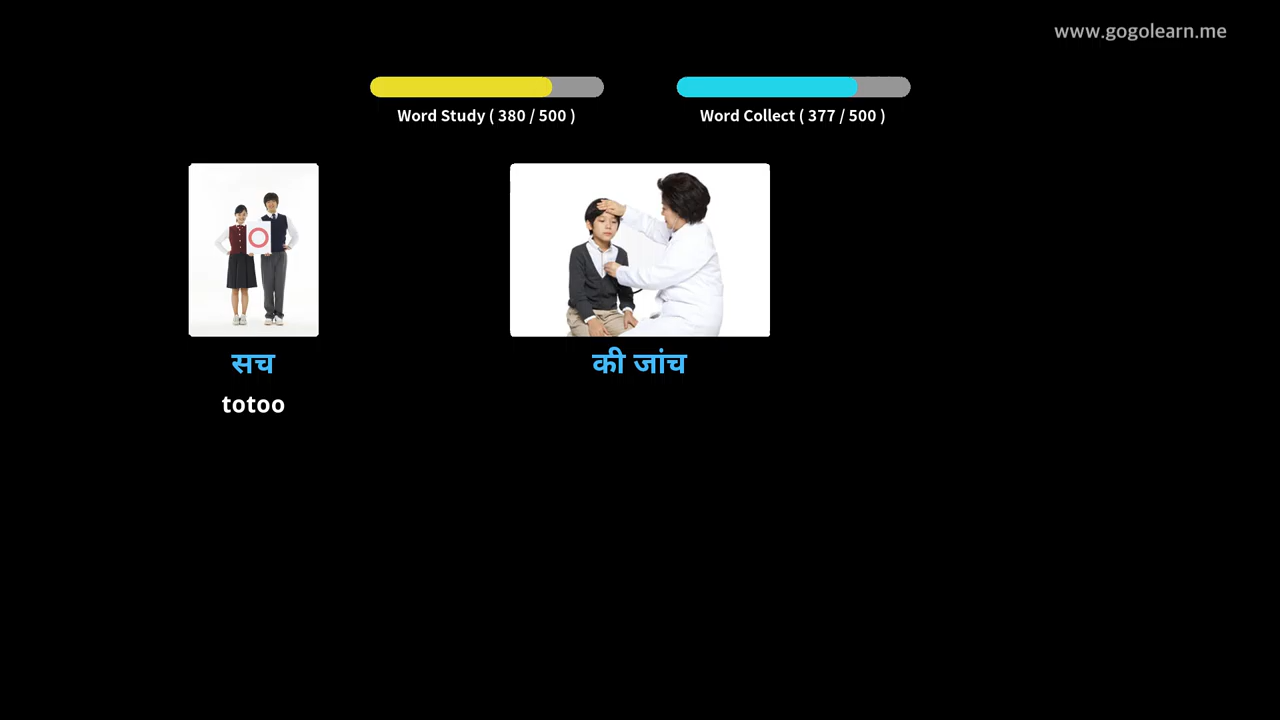 www.gogolearn.me
Word Study ( 380 / 500 )
Word Collect ( 377 / 500 )
सच
की जांच
totoo